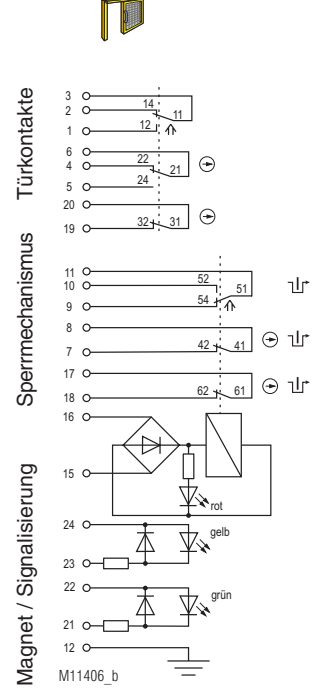 Türkontakte
3
2 14 11
1 12
6
4 22 21
5 24
20
19 32 31
Sperrmechanismus
11
10 52 51
9 54
8
7 42 41
17
18 62 61
Magnet / Signalisierung
16
15
rot
24
gelb
23
22
grün
21
12
M11406_b